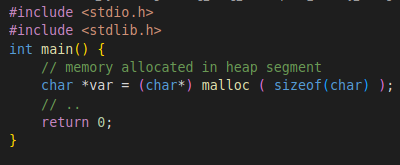 #include <stdio.h>
#include <stdlib.h>
int main() {
    // memory allocated in heap segment
    char *var = (char*) malloc ( sizeof(char) );
    // ..
    return 0;
}